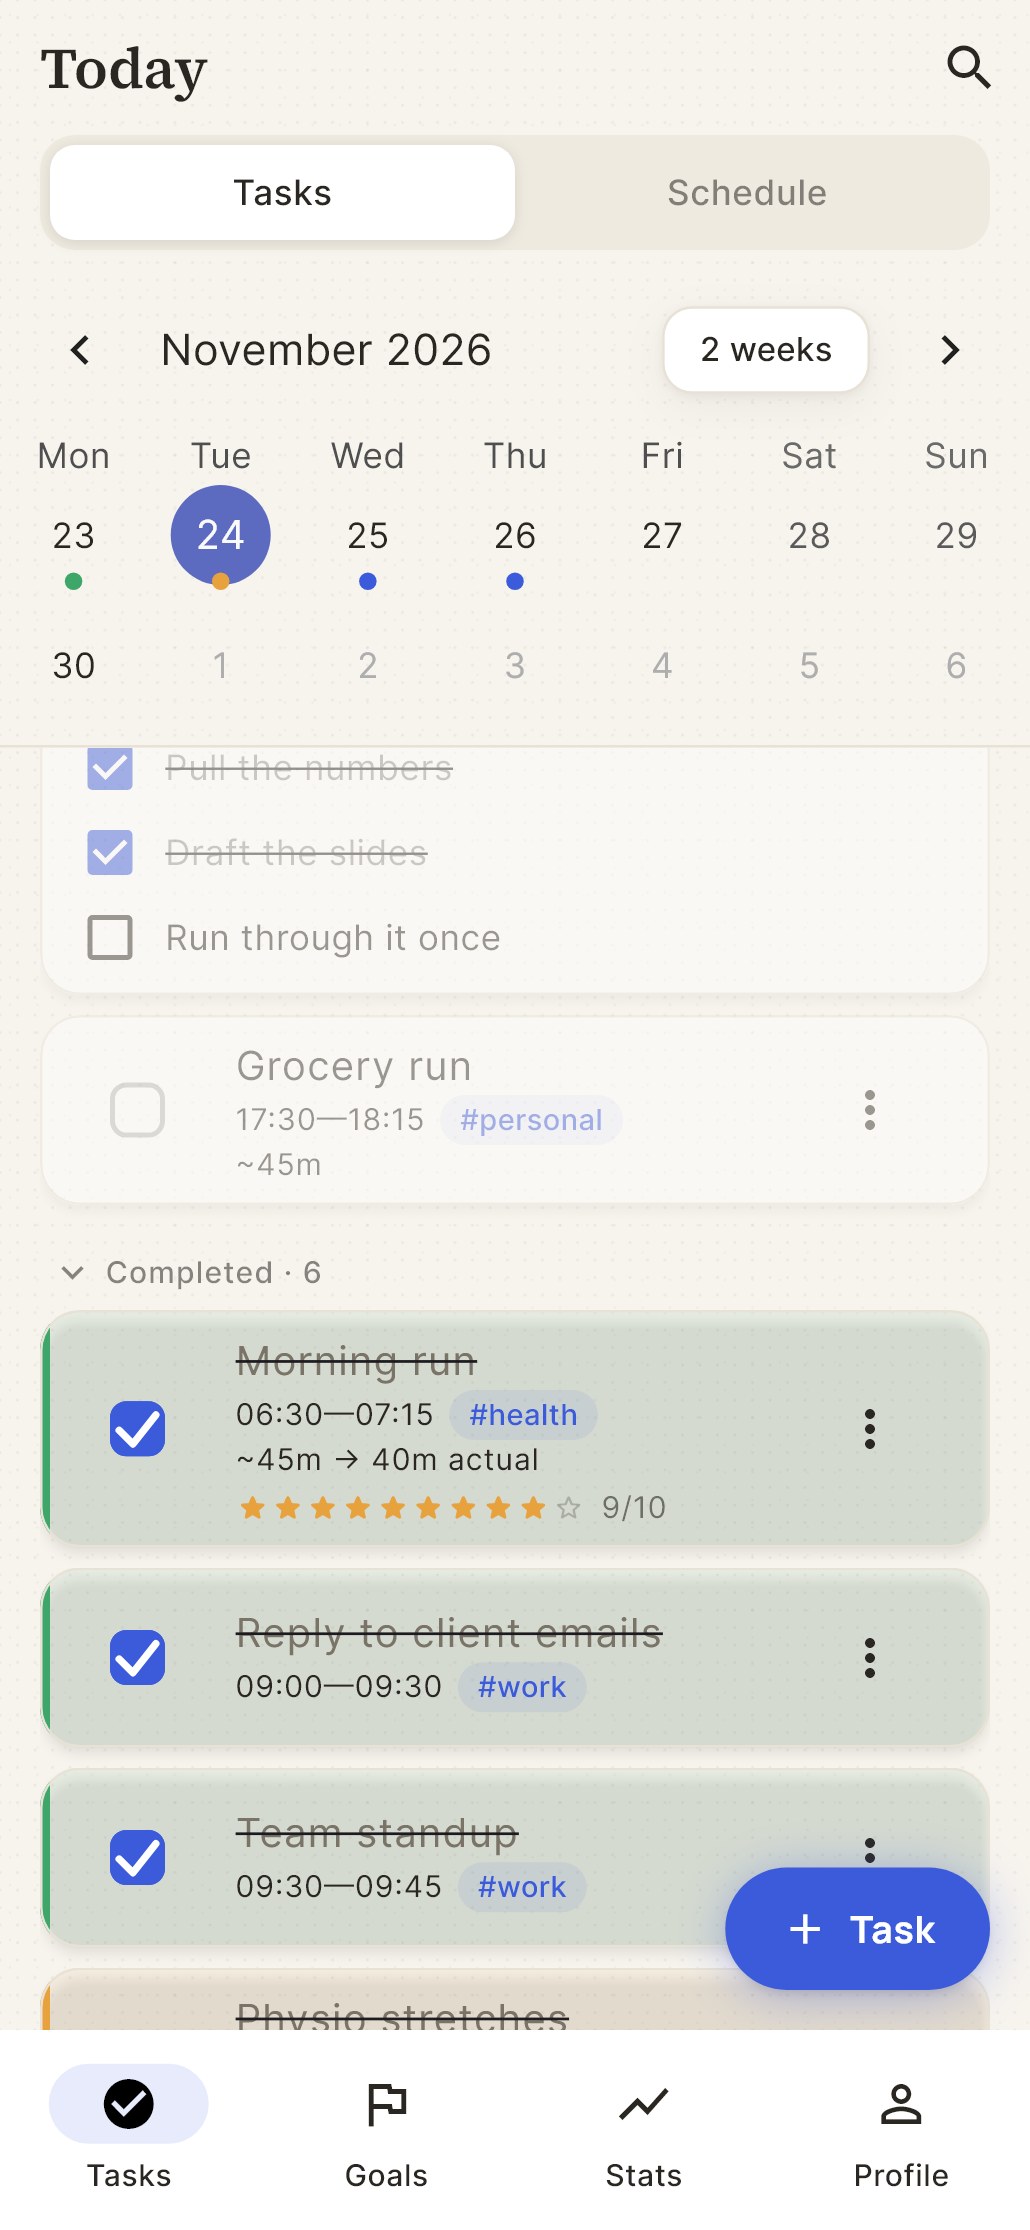 Today
Tasks
Schedule
November 2026
2 weeks
Mon Tue Wed Thu Fri Sat Sun
23 24 25 26 27 28 29
30 1 2 3 4 5 6
Pull the numbers
Draft the slides
Run through it once
Grocery run
17:30—18:15 #personal
~45m
Completed · 6
Morning run
06:30—07:15 #health
~45m → 40m actual
9/10
Reply to client emails
09:00—09:30 #work
Team standup
09:30—09:45 #work
+ Task
Physio stretches
Tasks Goals Stats Profile